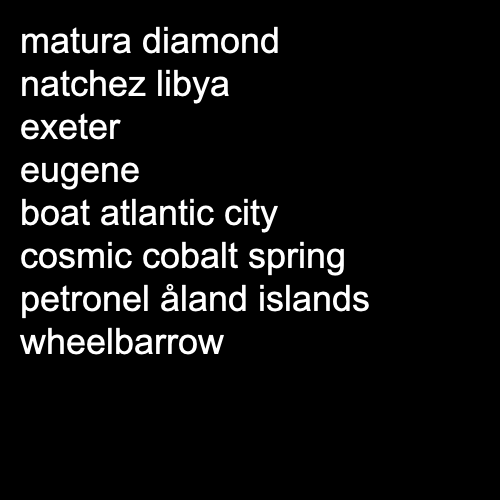 matura diamond
natchez libya
exeter
eugene
boat atlantic city
cosmic cobalt spring
petronel åland islands
wheelbarrow